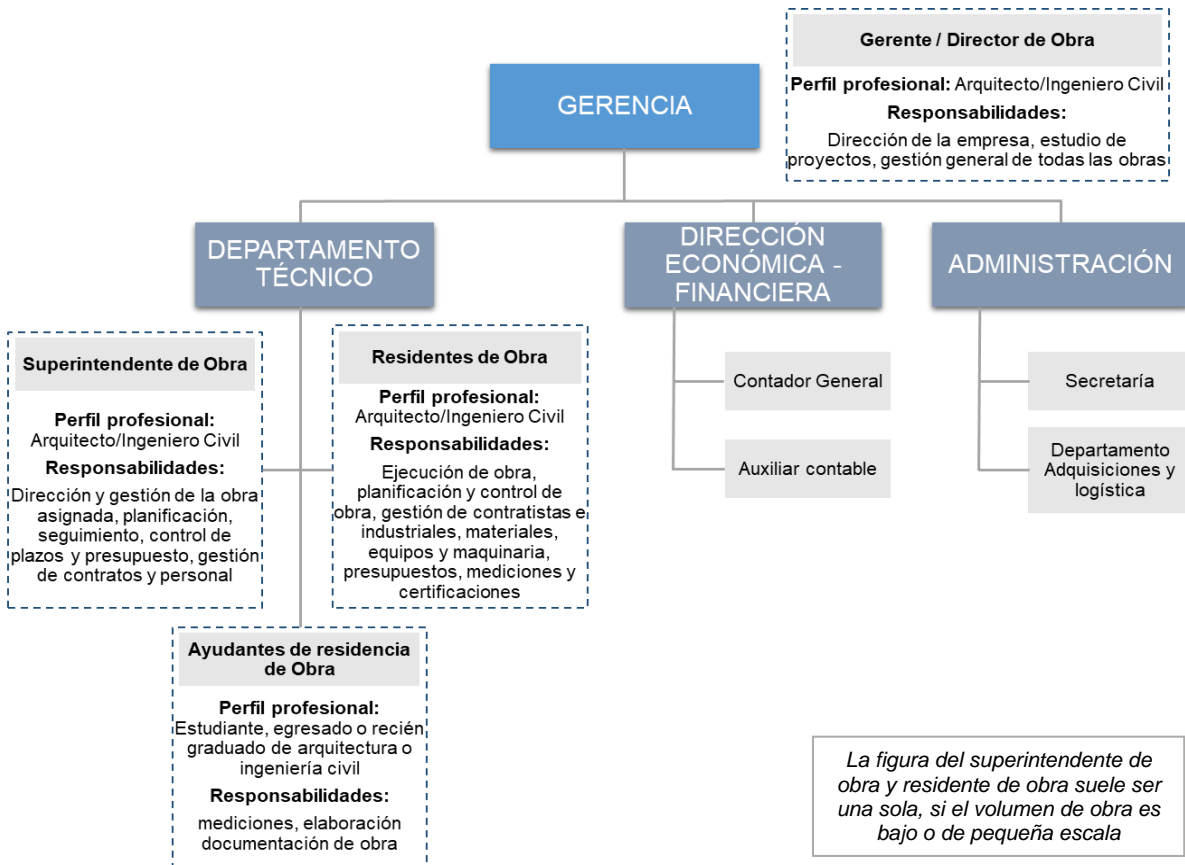 Gerente / Director de Obra
Perfil profesional: Arquitecto/Ingeniero Civil
Responsabilidades:
Dirección de la empresa, estudio de
proyectos, gestión general de todas las obras
GERENCIA
DEPARTAMENTO
TÉCNICO
DIRECCIÓN
ECONÓMICA -
FINANCIERA
ADMINISTRACIÓN
Superintendente de Obra
Perfil profesional:
Arquitecto/Ingeniero Civil
Responsabilidades:
Dirección y gestión de la obra
asignada, planificación,
seguimiento, control de
plazos y presupuesto, gestión
de contratos y personal
Residentes de Obra
Perfil profesional:
Arquitecto/Ingeniero Civil
Responsabilidades:
Ejecución de obra,
planificación y control de
obra, gestión de contratistas e
industriales, materiales,
equipos y maquinaria,
presupuestos, mediciones y
certificaciones
Contador General
Auxiliar contable
Secretaría
Departamento
Adquisiciones y
logística
Ayudantes de residencia
de Obra
Perfil profesional:
Estudiante, egresado o recién
graduado de arquitectura o
ingeniería civil
Responsabilidades:
mediciones, elaboración
documentación de obra
La figura del superintendente de
obra y residente de obra suele ser
una sola, si el volumen de obra es
bajo o de pequeña escala